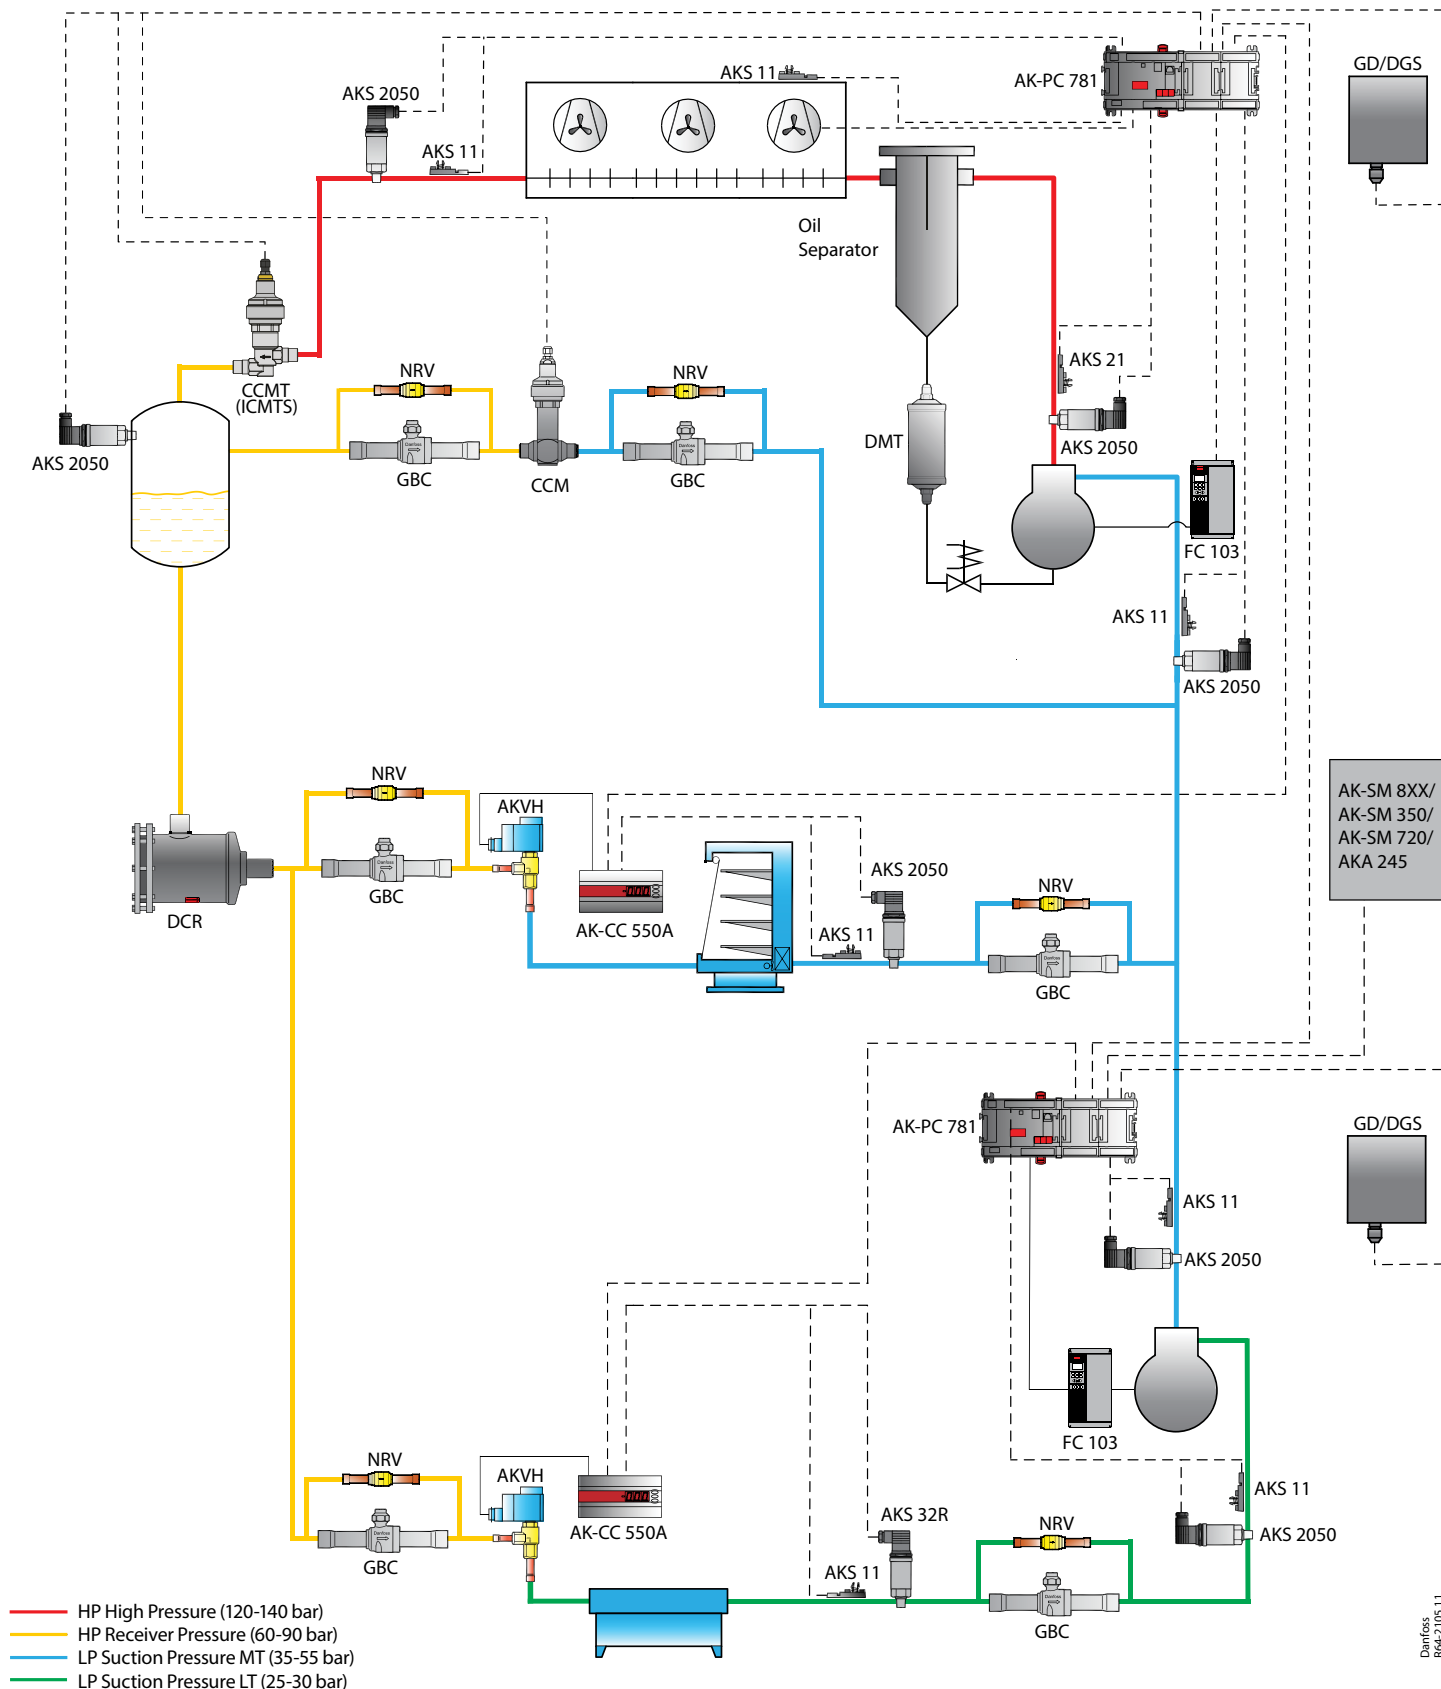 AKS 11
AK-PC 781
GD/DGS
AKS 2050
AKS 11
Oil
Separator
CCMT
(ICMTS)
NRV
NRV
AKS 21
AKS 2050
GBC
CCM
GBC
DMT
AKS 2050
FC 103
AKS 11
AKS 2050
NRV
AKVH
AK-SM 8XX/
AK-SM 350/
AK-SM 720/
AKA 245
GBC
DCR
AK-CC 550A
AKS 2050
AKS 11
NRV
GBC
AK-PC 781
GD/DGS
AKS 11
AKS 2050
FC 103
NRV
AKVH
GBC
AK-CC 550A
AKS 32R
AKS 11
NRV
GBC
AKS 11
AKS 2050
HP High Pressure (120-140 bar)
HP Receiver Pressure (60-90 bar)
LP Suction Pressure MT (35-55 bar)
LP Suction Pressure LT (25-30 bar)
Danfoss
R64-2105.11